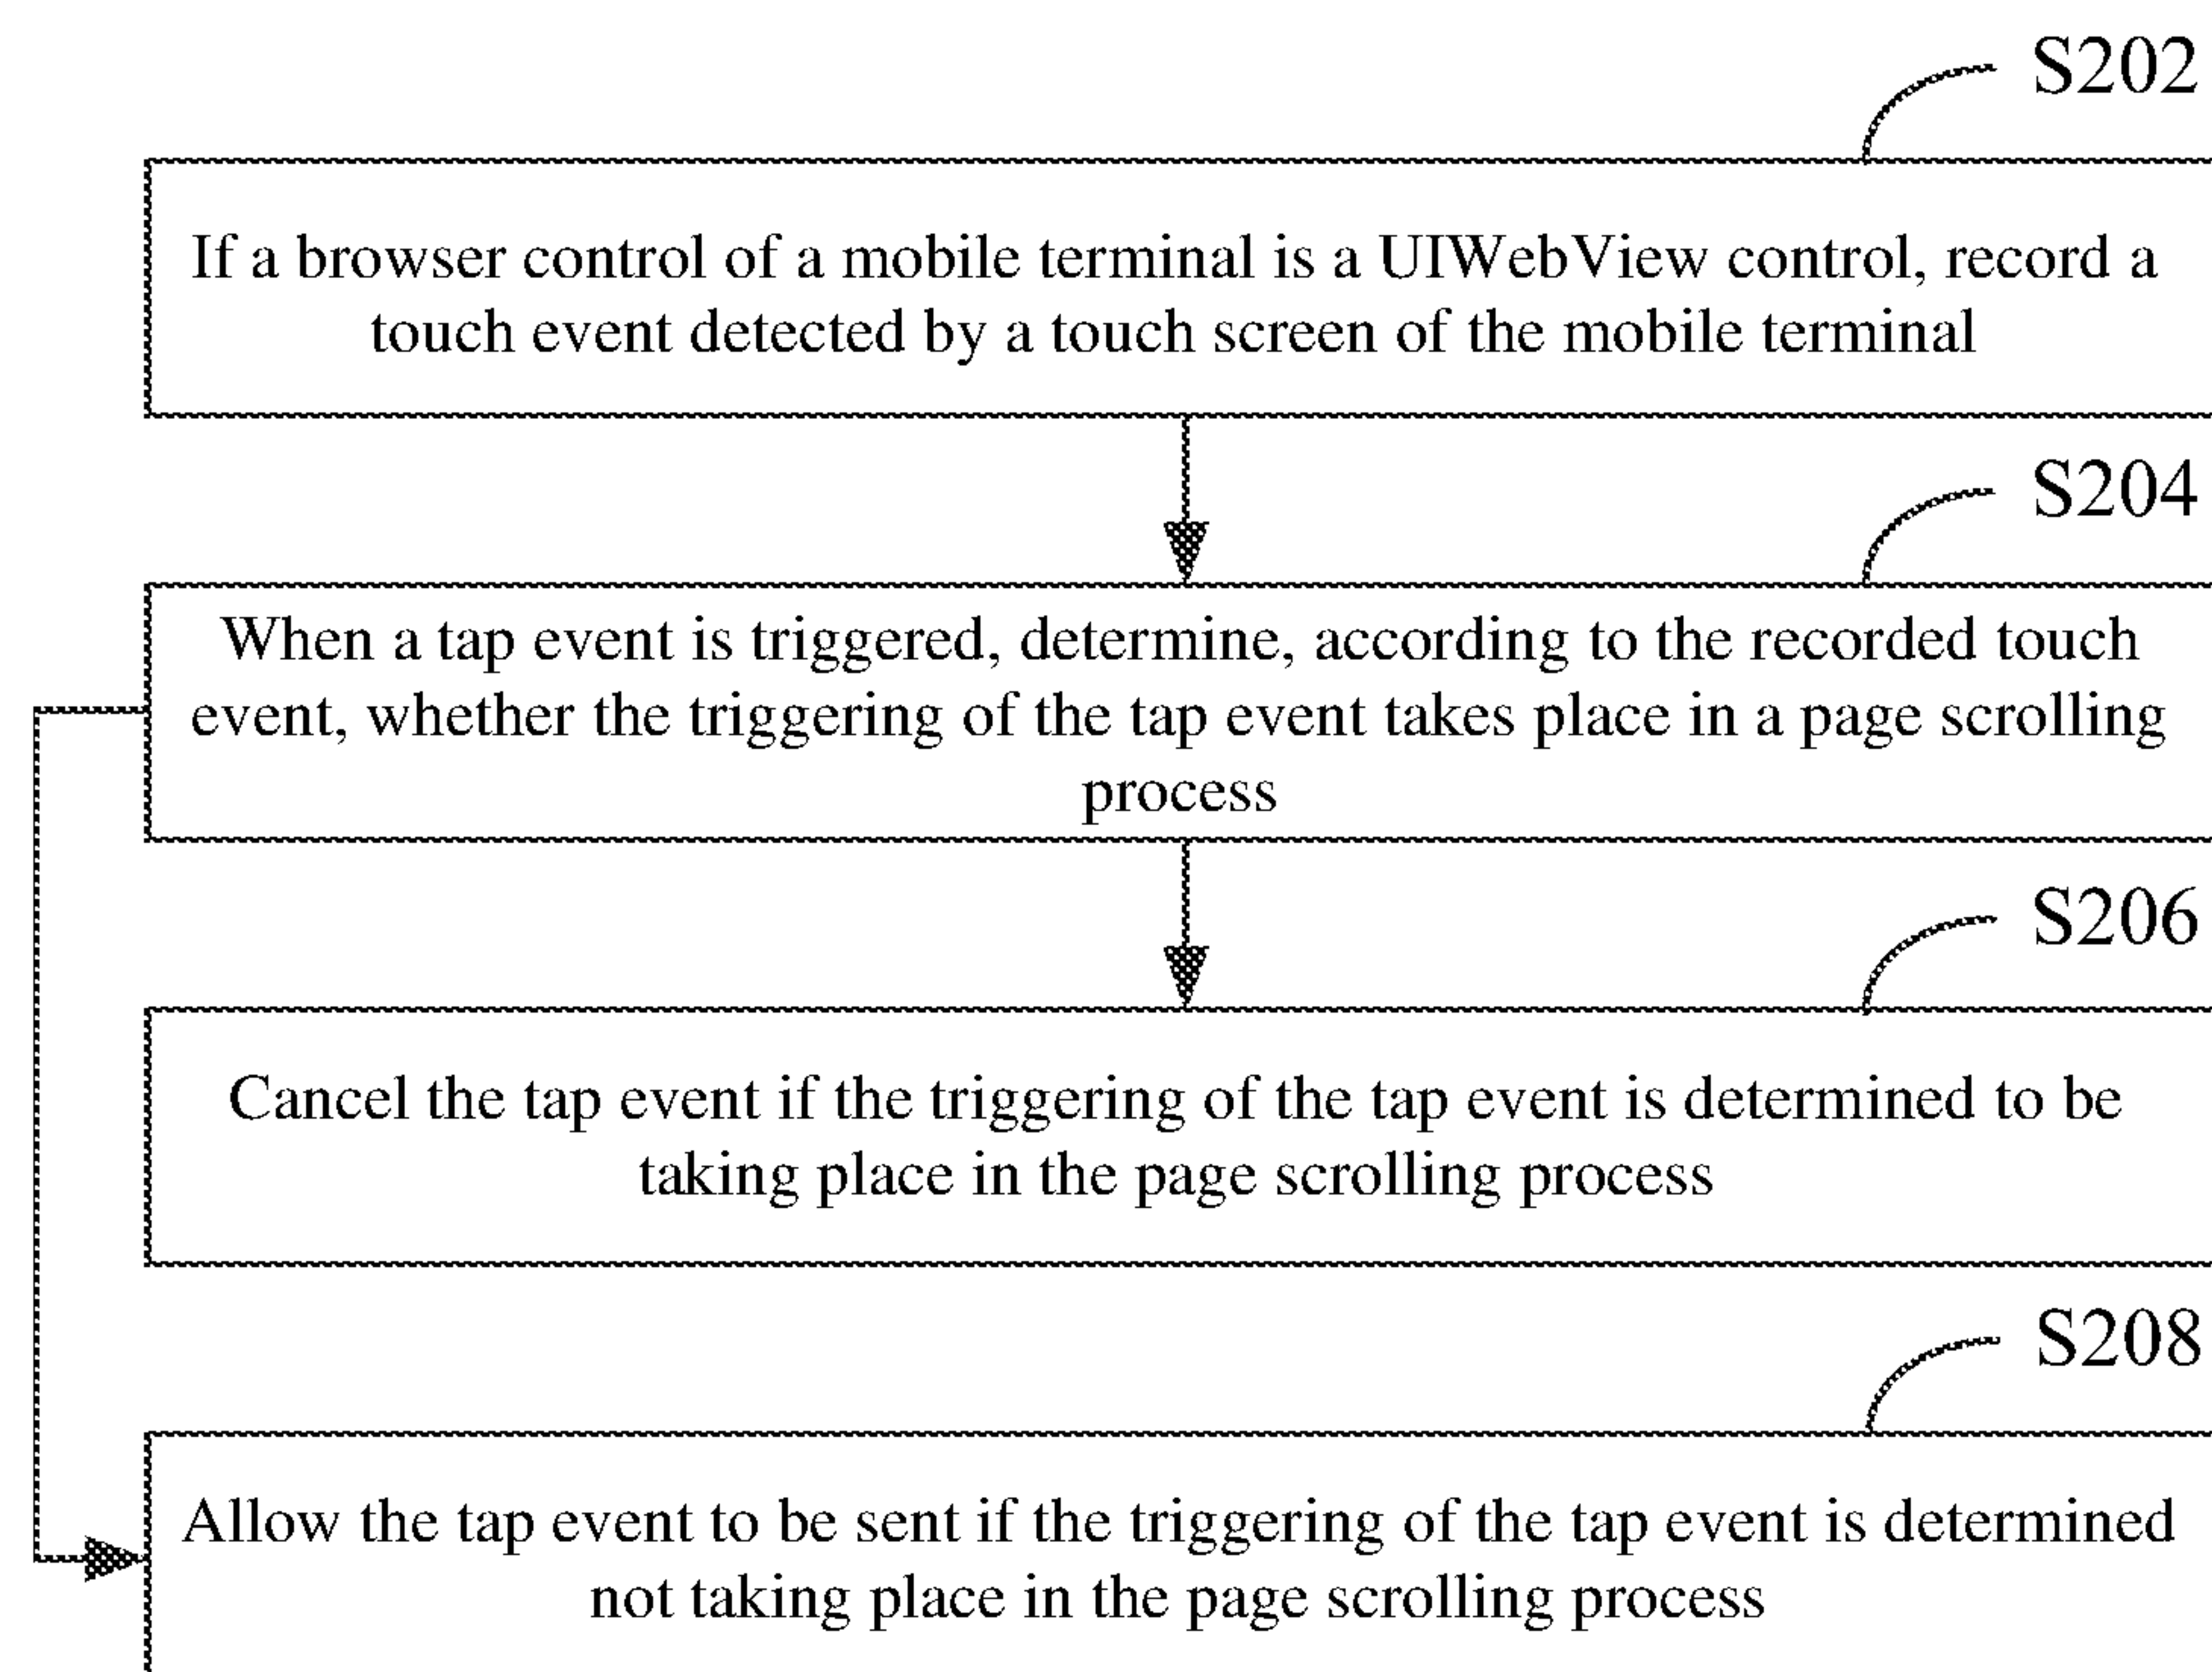 S202
If a browser control of a mobile terminal is a UIWebView control, record a
touch event detected by a touch screen of the mobile terminal
S204
When a tap event is triggered, determine, according to the recorded touch
event, whether the triggering of the tap event takes place in a page scrolling
process
S206
Cancel the tap event if the triggering of the tap event is determined to be
taking place in the page scrolling process
S208
Allow the tap event to be sent if the triggering of the tap event is determined
not taking place in the page scrolling process